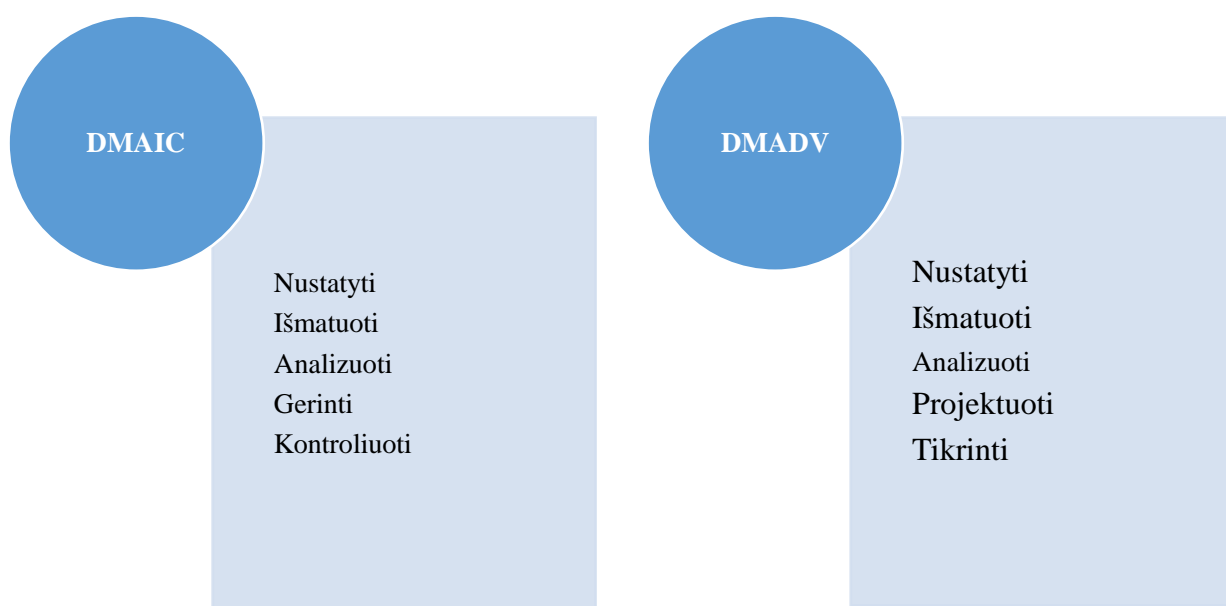 DMAIC
Nustatyti
Išmatuoti
Analizuoti
Gerinti
Kontroliuoti
DMADV
Nustatyti
Išmatuoti
Analizuoti
Projektuoti
Tikrinti